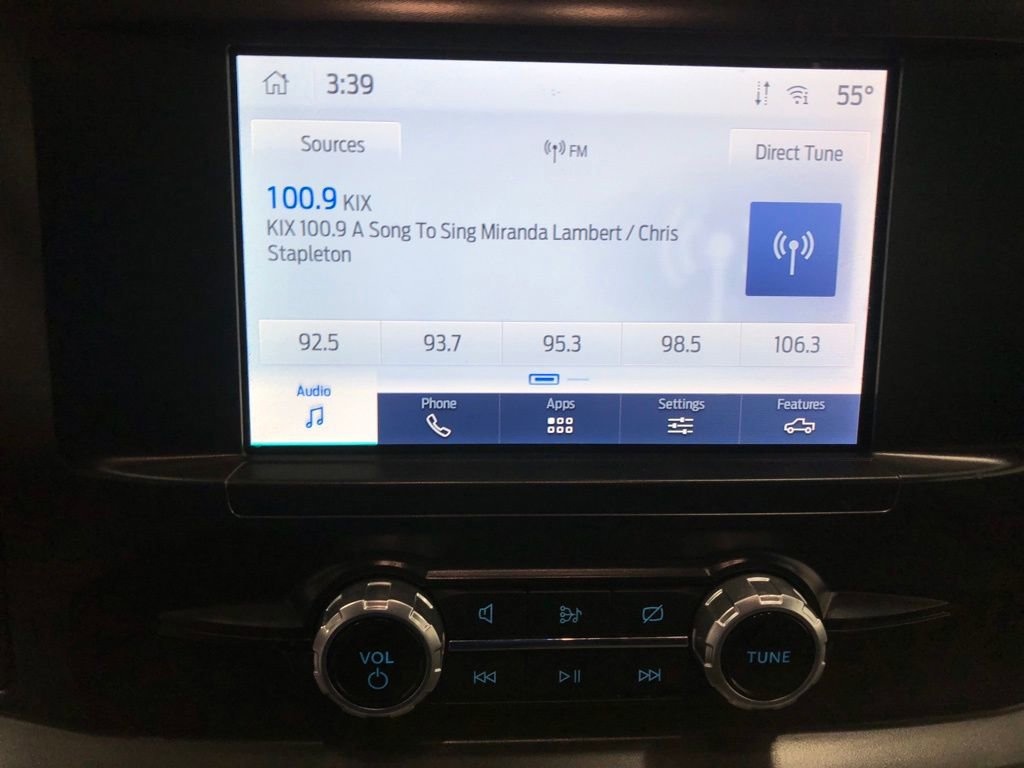 3:39
55°
Sources
FM
Direct Tune
100.9 KIX
KIX 100.9 A Song To Sing Miranda Lambert / Chris
Stapleton
92.5
93.7
95.3
98.5
106.3
Audio
Phone
Apps
Settings
Features
VOL
TUNE